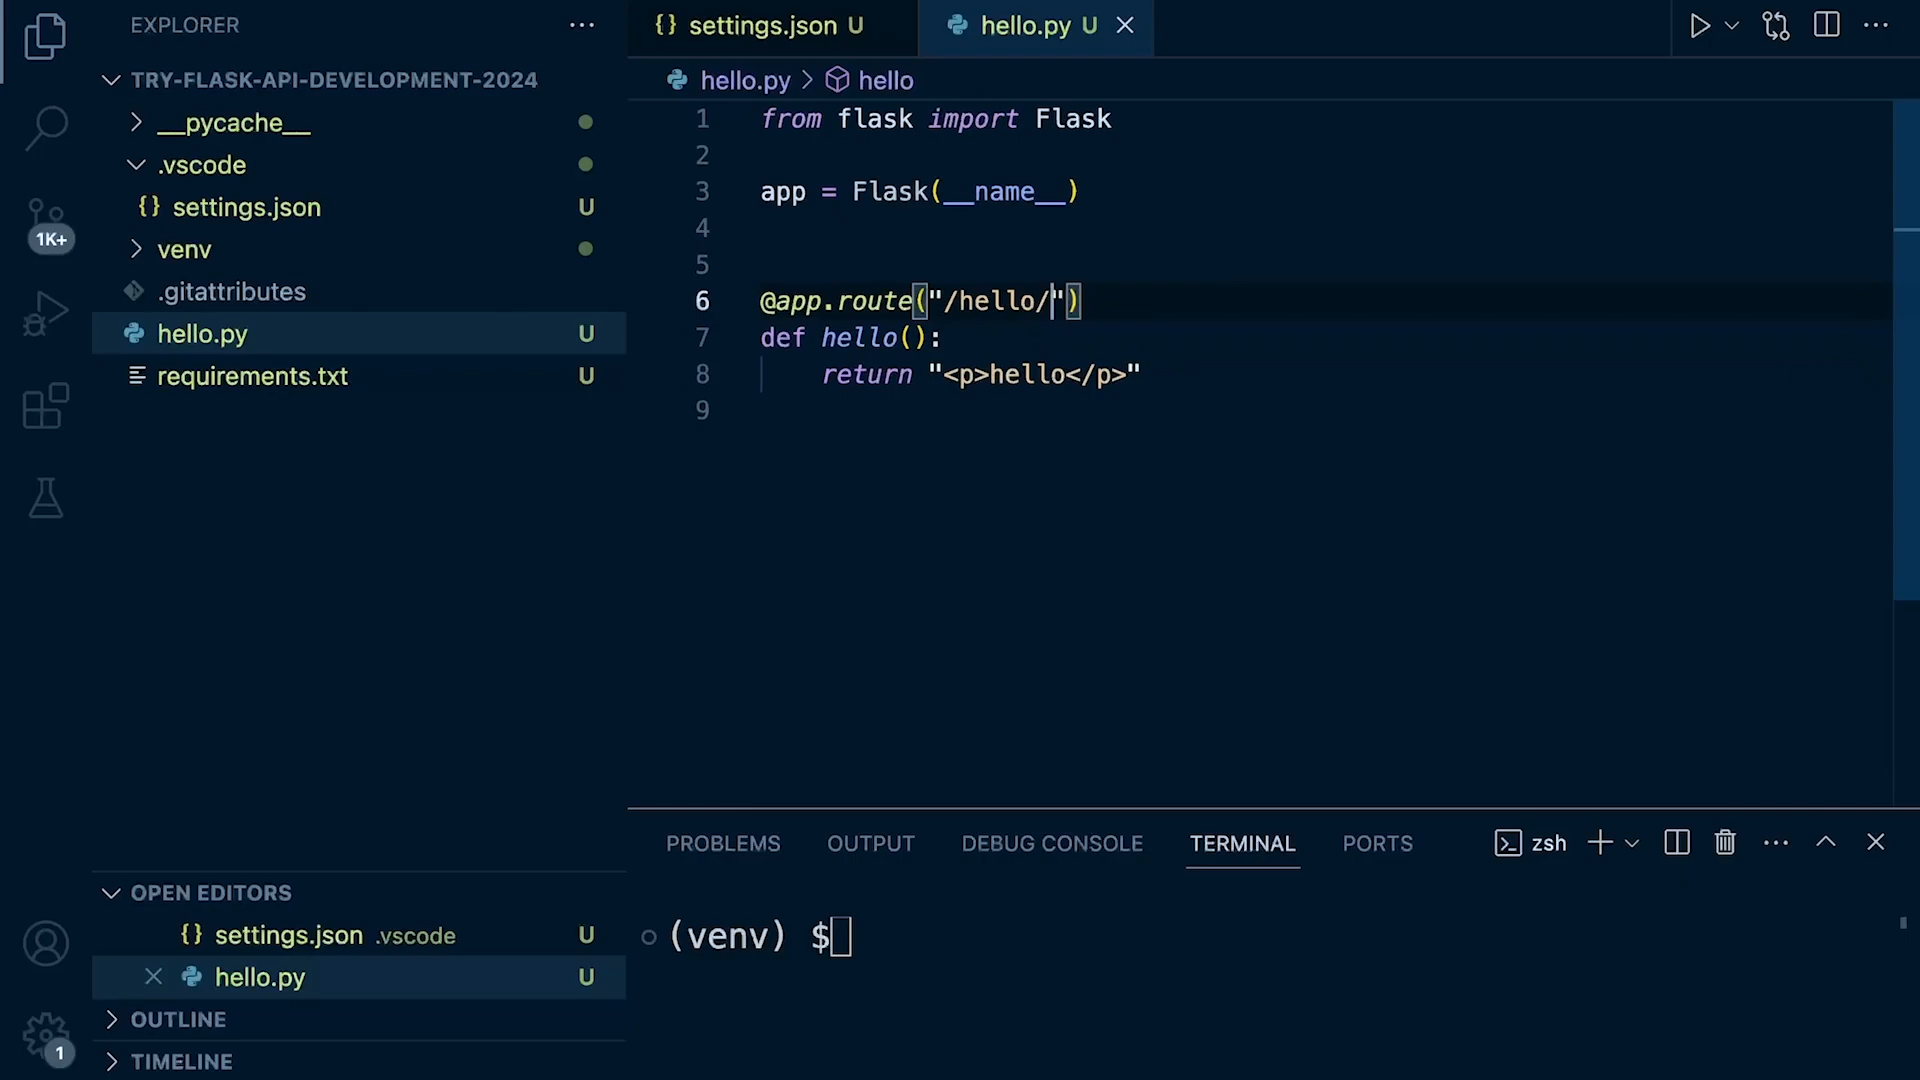 EXPLORER
TRY-FLASK-API-DEVELOPMENT-2024
__pycache__
.vscode
settings.json U
venv
.gitattributes
hello.py U
requirements.txt U
1K+
OPEN EDITORS
settings.json .vscode U
hello.py U
OUTLINE
TIMELINE
1
{} settings.json U
hello.py U
hello.py > hello
1 from flask import Flask
2
3 app = Flask(__name__)
4
5
6 @app.route("/hello/")
7 def hello():
8 return "<p>hello</p>"
9
PROBLEMS OUTPUT DEBUG CONSOLE TERMINAL PORTS zsh
(venv) $